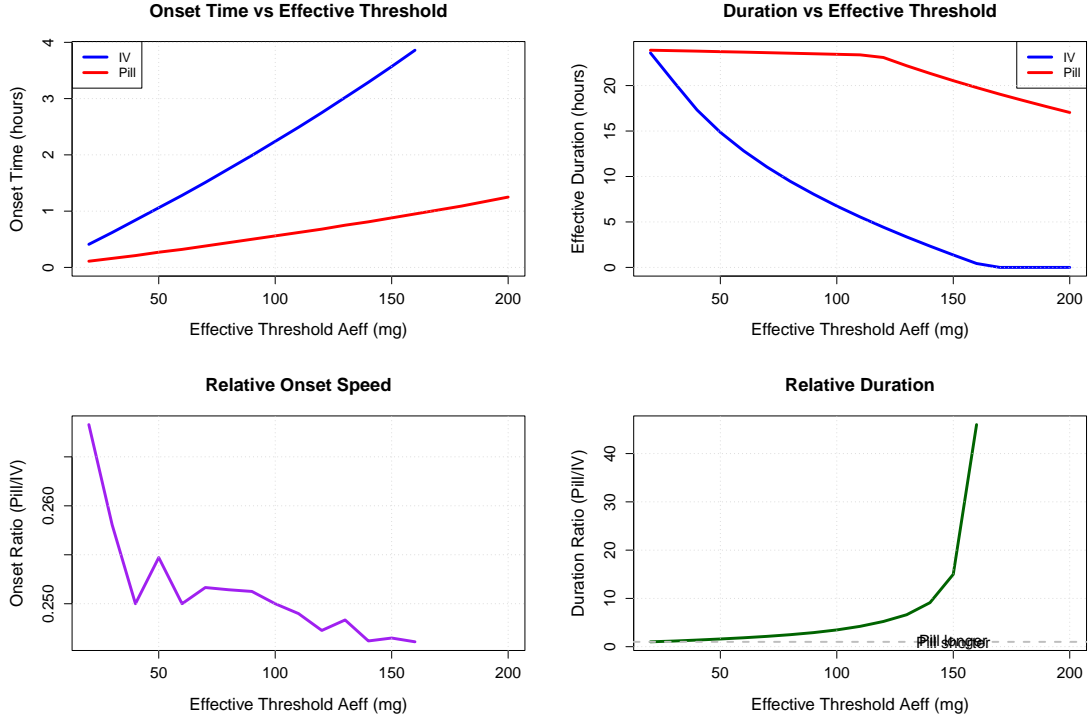 Onset Time vs Effective Threshold
Onset Time (hours)
0
1
2
3
4
IV
Pill
50
100
150
200
Effective Threshold Aeff (mg)
Duration vs Effective Threshold
Effective Duration (hours)
0
5
10
15
20
IV
Pill
50
100
150
200
Effective Threshold Aeff (mg)
Relative Onset Speed
Onset Ratio (Pill/IV)
0.250
0.260
50
100
150
200
Effective Threshold Aeff (mg)
Relative Duration
Duration Ratio (Pill/IV)
0
10
20
30
40
Pill longer
Pill shorter
50
100
150
200
Effective Threshold Aeff (mg)